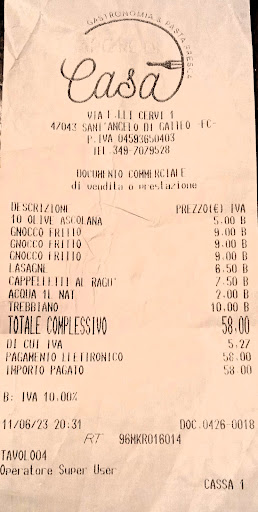 GASTRONOMIA & PASTA FRESCA
Casa
VIA F.LLI CERVI 1
47043 SANT'ANGELO DI GATTEO -FC-
P.IVA 04593650403
TEL.349-7079528
DOCUMENTO COMMERCIALE
di vendita o prestazione
DESCRIZIONE PREZZO(€) IVA
10 OLIVE ASCOLANA 5.00 B
GNOCCO FRITTO 9.00 B
GNOCCO FRITTO 9.00 B
GNOCCO FRITTO 9.00 B
LASAGNE 6.50 B
CAPPELLETTI AL RAGU' 7.50 B
ACQUA 1L NAT 2.00 B
TREBBIANO 10.00 B
TOTALE COMPLESSIVO 58.00
DI CUI IVA 5.27
PAGAMENTO ELETTRONICO 58.00
IMPORTO PAGATO 58.00
B: IVA 10,00%
11/06/23 20:31 DOC.0426-0018
RT 96MKR016014
TAVOLO04
Operatore Super User
CASSA 1